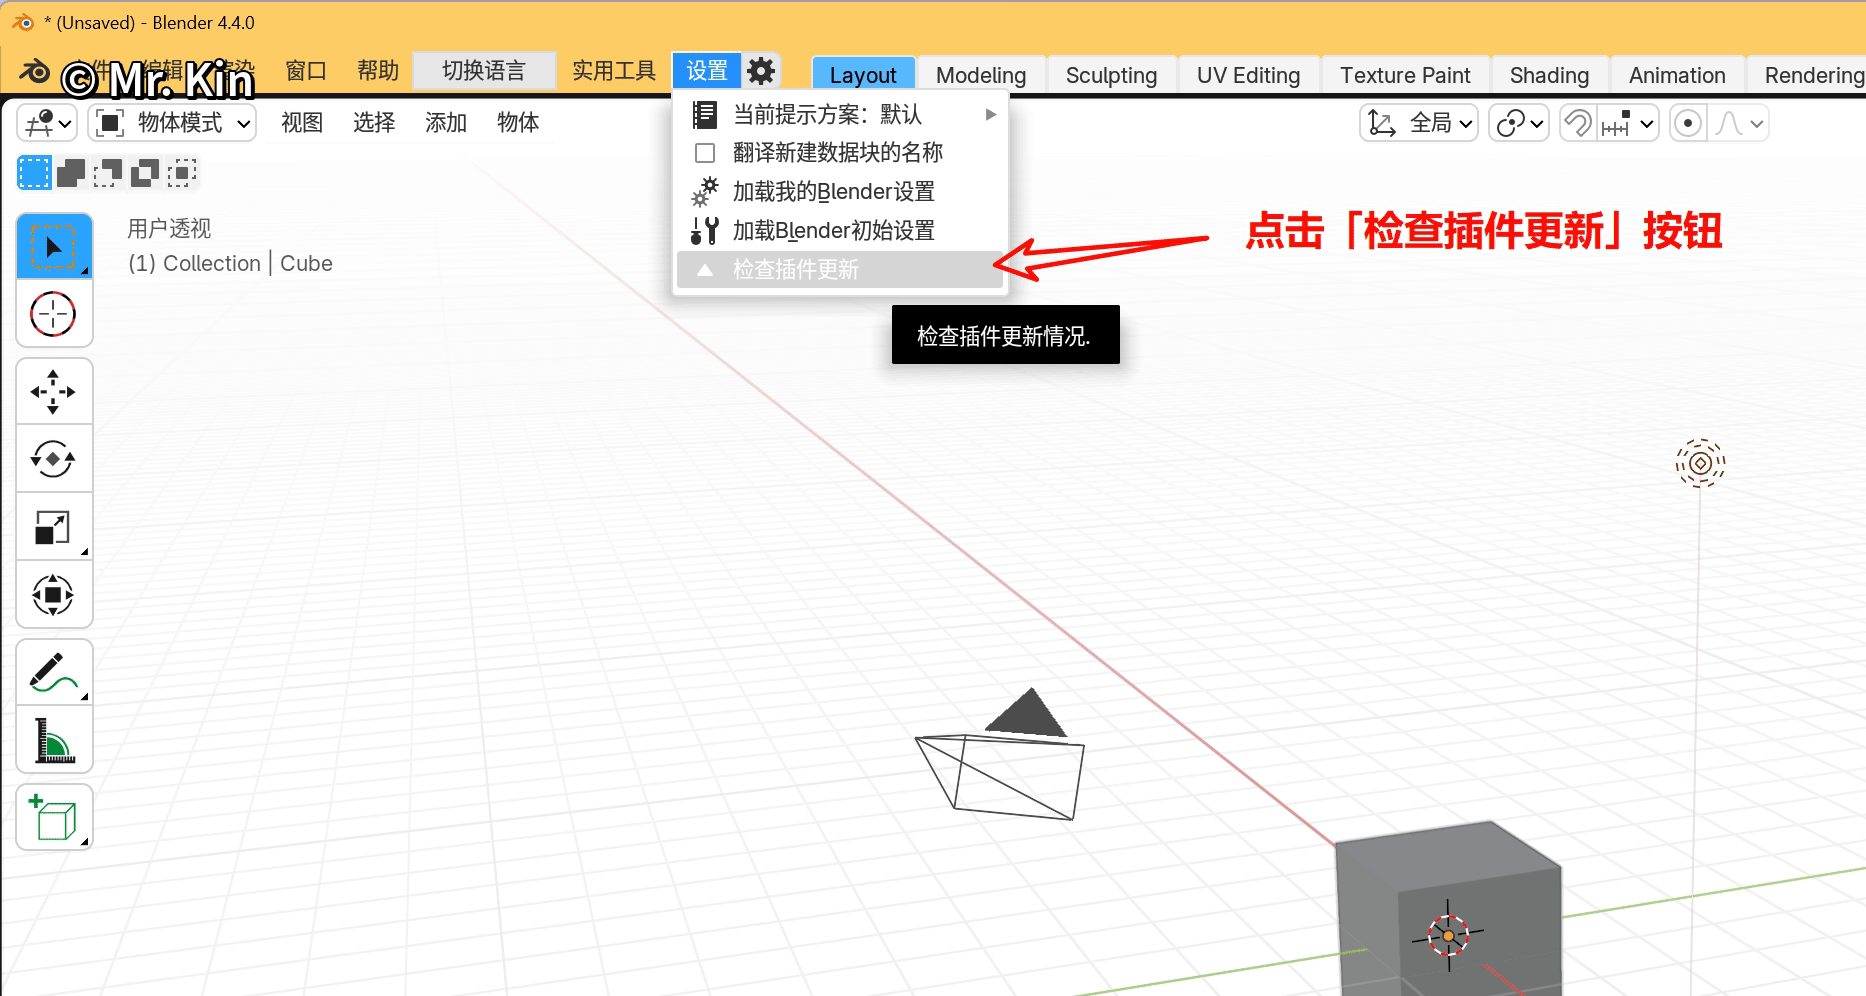 * (Unsaved) - Blender 4.4.0
窗口 帮助 切换语言 实用工具 设置 Layout Modeling Sculpting UV Editing Texture Paint Shading Animation Rendering
© Mr. Kin
物体模式 视图 选择 添加 物体 全局
当前提示方案：默认
翻译新建数据块的名称
加载我的Blender设置
加载Blender初始设置
检查插件更新
点击「检查插件更新」按钮
检查插件更新情况.
用户透视
(1) Collection | Cube